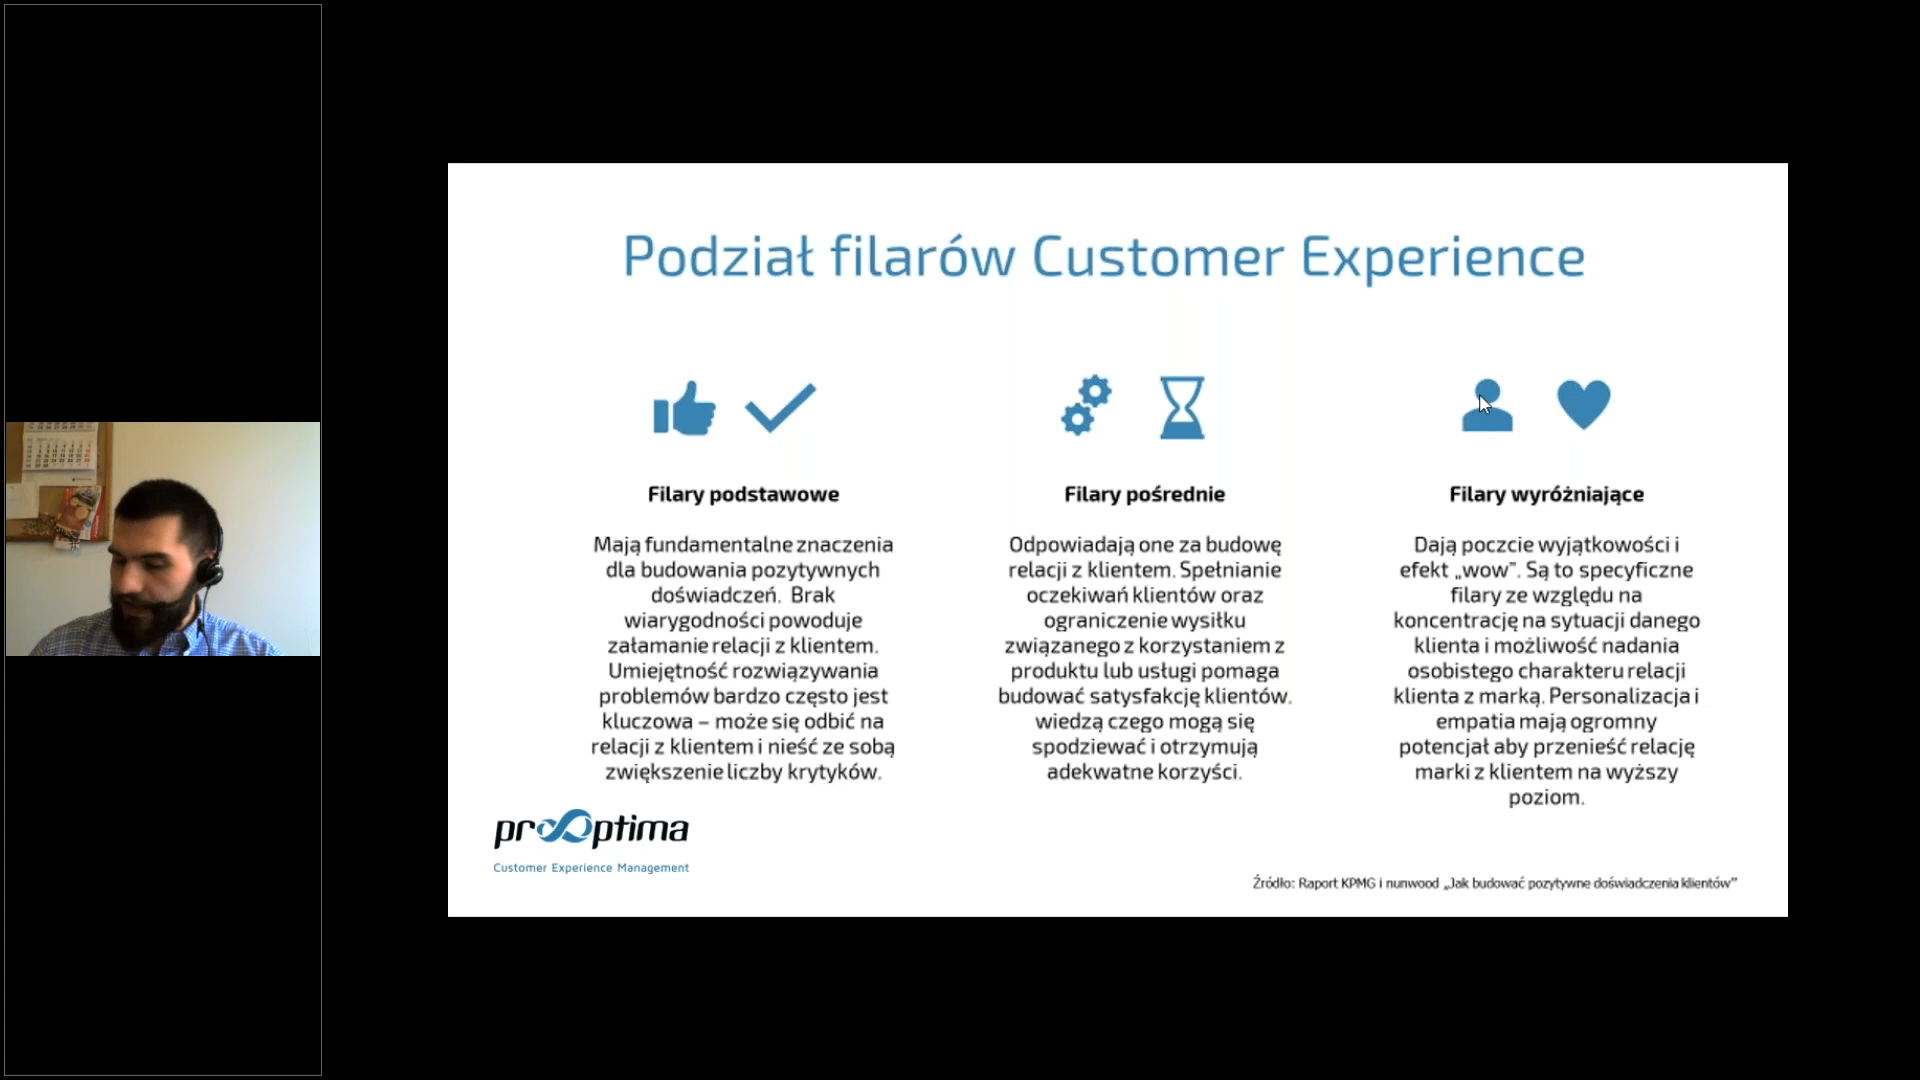 Podział filarów Customer Experience
Filary podstawowe
Mają fundamentalne znaczenia
dla budowania pozytywnych
doświadczeń. Brak
wiarygodności powoduje
załamanie relacji z klientem.
Umiejętność rozwiązywania
problemów bardzo często jest
kluczowa – może się odbić na
relacji z klientem i nieść ze sobą
zwiększenie liczby krytyków.
Filary pośrednie
Odpowiadają one za budowę
relacji z klientem. Spełnianie
oczekiwań klientów oraz
ograniczenie wysiłku
związanego z korzystaniem z
produktu lub usługi pomaga
budować satysfakcję klientów.
wiedzą czego mogą się
spodziewać i otrzymują
adekwatne korzyści.
Filary wyróżniające
Dają poczcie wyjątkowości i
efekt „wow”. Są to specyficzne
filary ze względu na
koncentrację na sytuacji danego
klienta i możliwość nadania
osobistego charakteru relacji
klienta z marką. Personalizacja i
empatia mają ogromny
potencjał aby przenieść relację
marki z klientem na wyższy
poziom.
prooptima
Customer Experience Management
Źródło: Raport KPMG i nunwood „Jak budować pozytywne doświadczenia klientów”